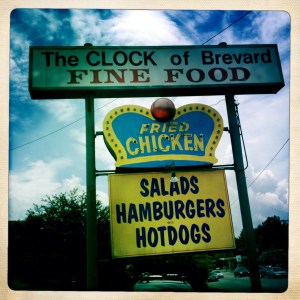 The CLOCK of Brevard
FINE FOOD
FRIED
CHICKEN
SALADS
HAMBURGERS
HOTDOGS